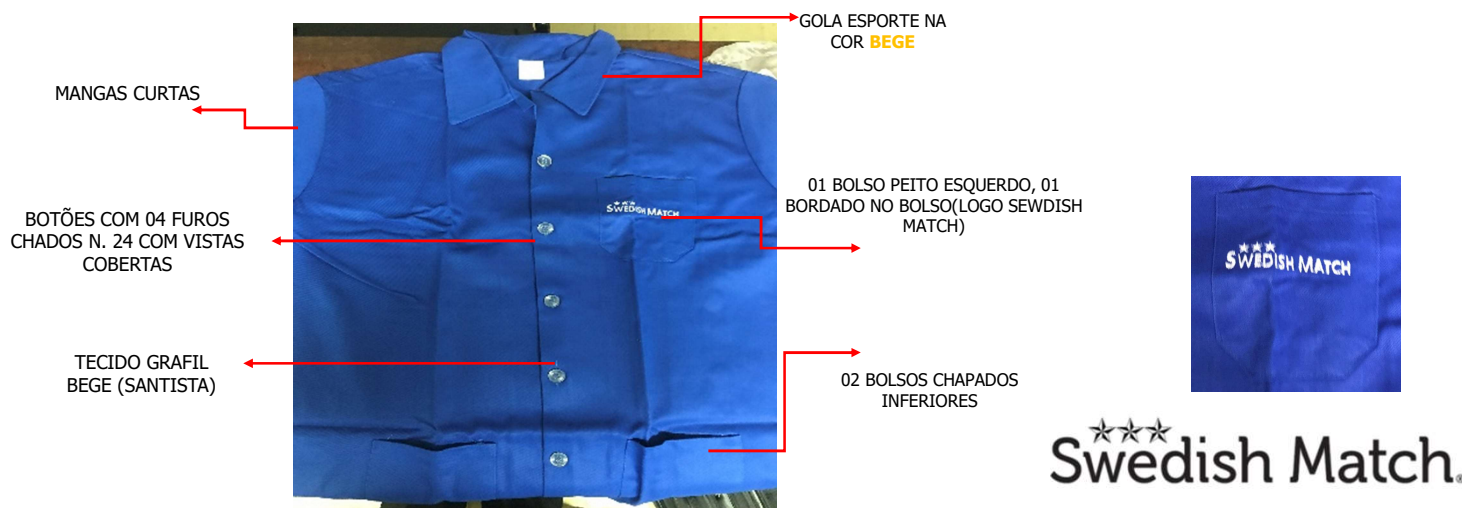 GOLA ESPORTE NA
COR BEGE
MANGAS CURTAS
01 BOLSO PEITO ESQUERDO, 01
BORDADO NO BOLSO(LOGO SEWDISH
MATCH)
BOTÕES COM 04 FUROS
CHADOS N. 24 COM VISTAS
COBERTAS
SWEDISH MATCH
SWEDISH MATCH
TECIDO GRAFIL
BEGE (SANTISTA)
02 BOLSOS CHAPADOS
INFERIORES
Swedish Match®